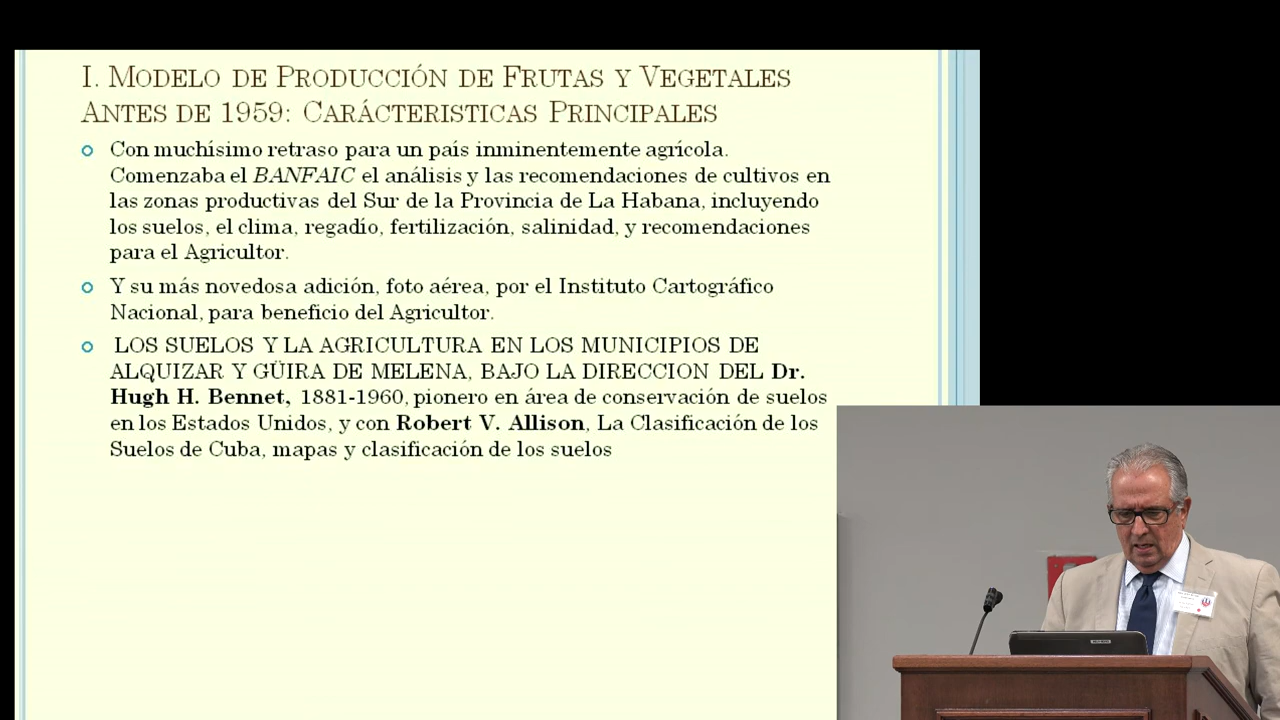 I. MODELO DE PRODUCCIÓN DE FRUTAS Y VEGETALES
ANTES DE 1959: CARÁCTERISTICAS PRINCIPALES
Con muchísimo retraso para un país inminentemente agrícola.
Comenzaba el BANFAIC el análisis y las recomendaciones de cultivos en
las zonas productivas del Sur de la Provincia de La Habana, incluyendo
los suelos, el clima, regadío, fertilización, salinidad, y recomendaciones
para el Agricultor.
Y su más novedosa adición, foto aérea, por el Instituto Cartográfico
Nacional, para beneficio del Agricultor.
LOS SUELOS Y LA AGRICULTURA EN LOS MUNICIPIOS DE
ALQUIZAR Y GÜIRA DE MELENA, BAJO LA DIRECCION DEL Dr.
Hugh H. Bennet, 1881-1960, pionero en área de conservación de suelos
en los Estados Unidos, y con Robert V. Allison, La Clasificación de los
Suelos de Cuba, mapas y clasificación de los suelos